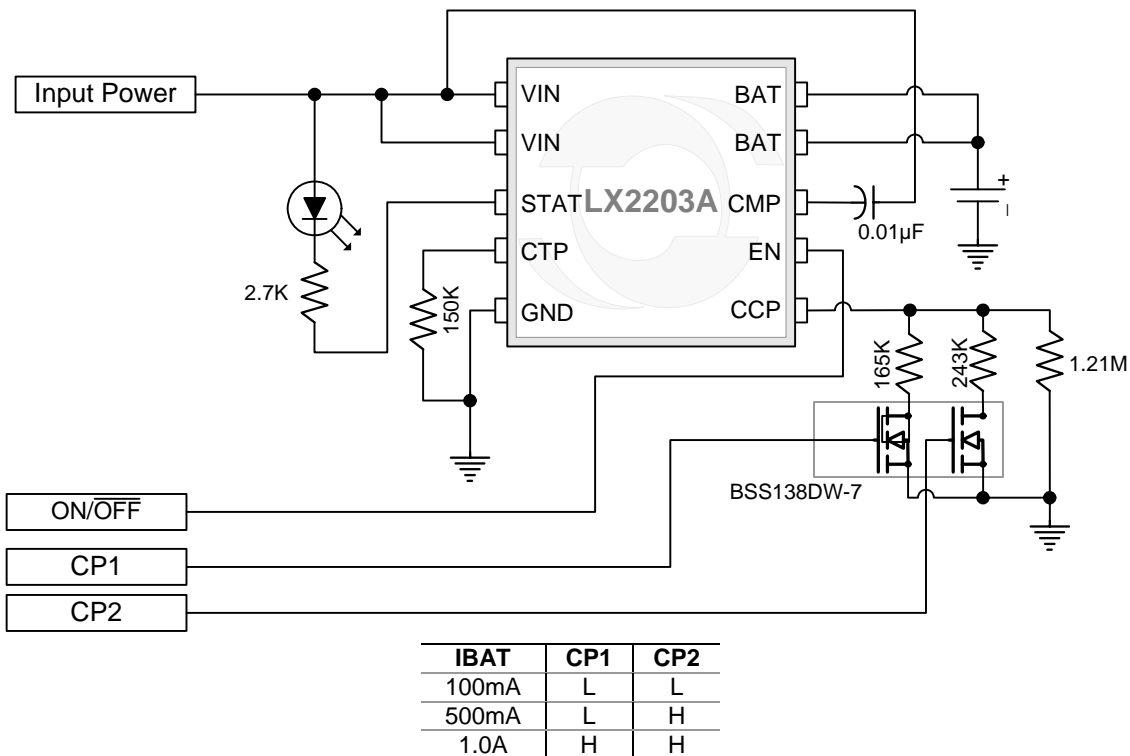 Input Power
VIN
VIN
STAT
CTP
GND
LX2203A
BAT
BAT
CMP
EN
CCP
+
0.01µF
2.7K
150K
165K
243K
1.21M
BSS138DW-7
ON/OFF
CP1
CP2
IBAT CP1 CP2
100mA L L
500mA L H
1.0A H H